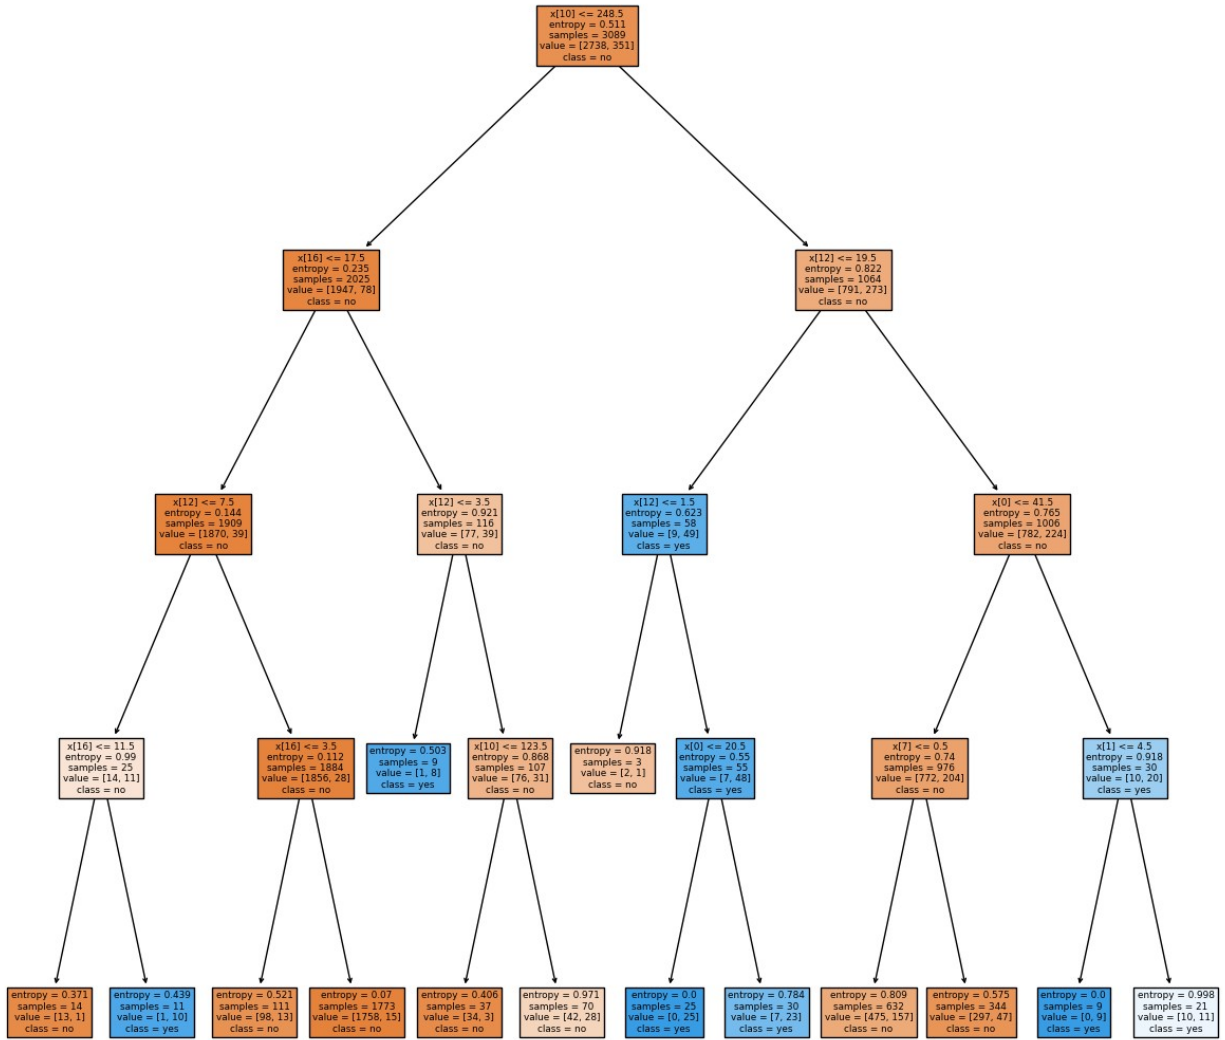 x[10] <= 248.5
entropy = 0.511
samples = 3089
value = [2738, 351]
class = no
x[16] <= 17.5
entropy = 0.235
samples = 2025
value = [1947, 78]
class = no
x[12] <= 19.5
entropy = 0.822
samples = 1064
value = [791, 273]
class = no
x[12] <= 7.5
entropy = 0.144
samples = 1909
value = [1870, 39]
class = no
x[12] <= 3.5
entropy = 0.921
samples = 116
value = [77, 39]
class = no
x[12] <= 1.5
entropy = 0.623
samples = 58
value = [9, 49]
class = yes
x[0] <= 41.5
entropy = 0.765
samples = 1006
value = [782, 224]
class = no
x[16] <= 11.5
entropy = 0.99
samples = 25
value = [14, 11]
class = no
x[16] <= 3.5
entropy = 0.112
samples = 1884
value = [1856, 28]
class = no
entropy = 0.503
samples = 9
value = [1, 8]
class = yes
x[10] <= 123.5
entropy = 0.868
samples = 107
value = [76, 31]
class = no
entropy = 0.918
samples = 3
value = [2, 1]
class = no
x[0] <= 20.5
entropy = 0.55
samples = 55
value = [7, 48]
class = yes
x[7] <= 0.5
entropy = 0.74
samples = 976
value = [772, 204]
class = no
x[1] <= 4.5
entropy = 0.918
samples = 30
value = [10, 20]
class = yes
entropy = 0.371
samples = 14
value = [13, 1]
class = no
entropy = 0.439
samples = 11
value = [1, 10]
class = yes
entropy = 0.521
samples = 111
value = [98, 13]
class = no
entropy = 0.07
samples = 1773
value = [1758, 15]
class = no
entropy = 0.406
samples = 37
value = [34, 3]
class = no
entropy = 0.971
samples = 70
value = [42, 28]
class = no
entropy = 0.0
samples = 25
value = [0, 25]
class = yes
entropy = 0.784
samples = 30
value = [7, 23]
class = yes
entropy = 0.809
samples = 632
value = [475, 157]
class = no
entropy = 0.575
samples = 344
value = [297, 47]
class = no
entropy = 0.0
samples = 9
value = [0, 9]
class = yes
entropy = 0.998
samples = 21
value = [10, 11]
class = yes